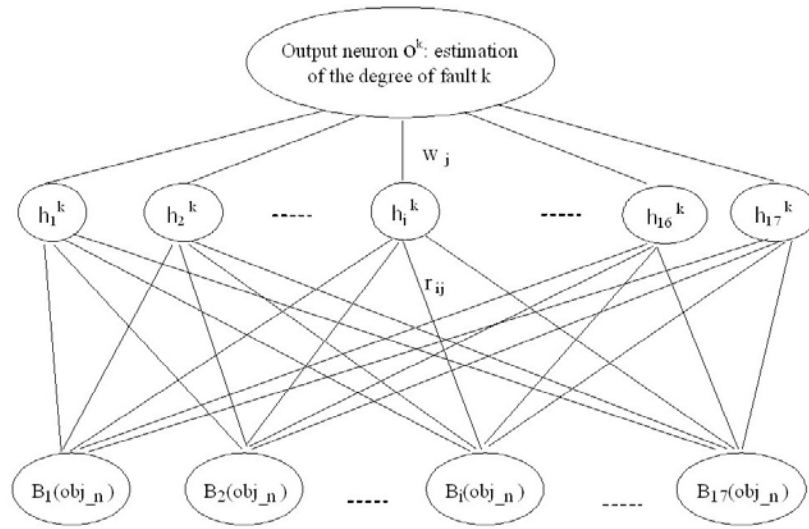 Output neuron O^k: estimation
of the degree of fault k
w_j
h_1^k h_2^k ------ h_i^k ------ h_16^k h_17^k
r_ij
B_1(obj_n) B_2(obj_n) ------ B_i(obj_n) ------ B_17(obj_n)